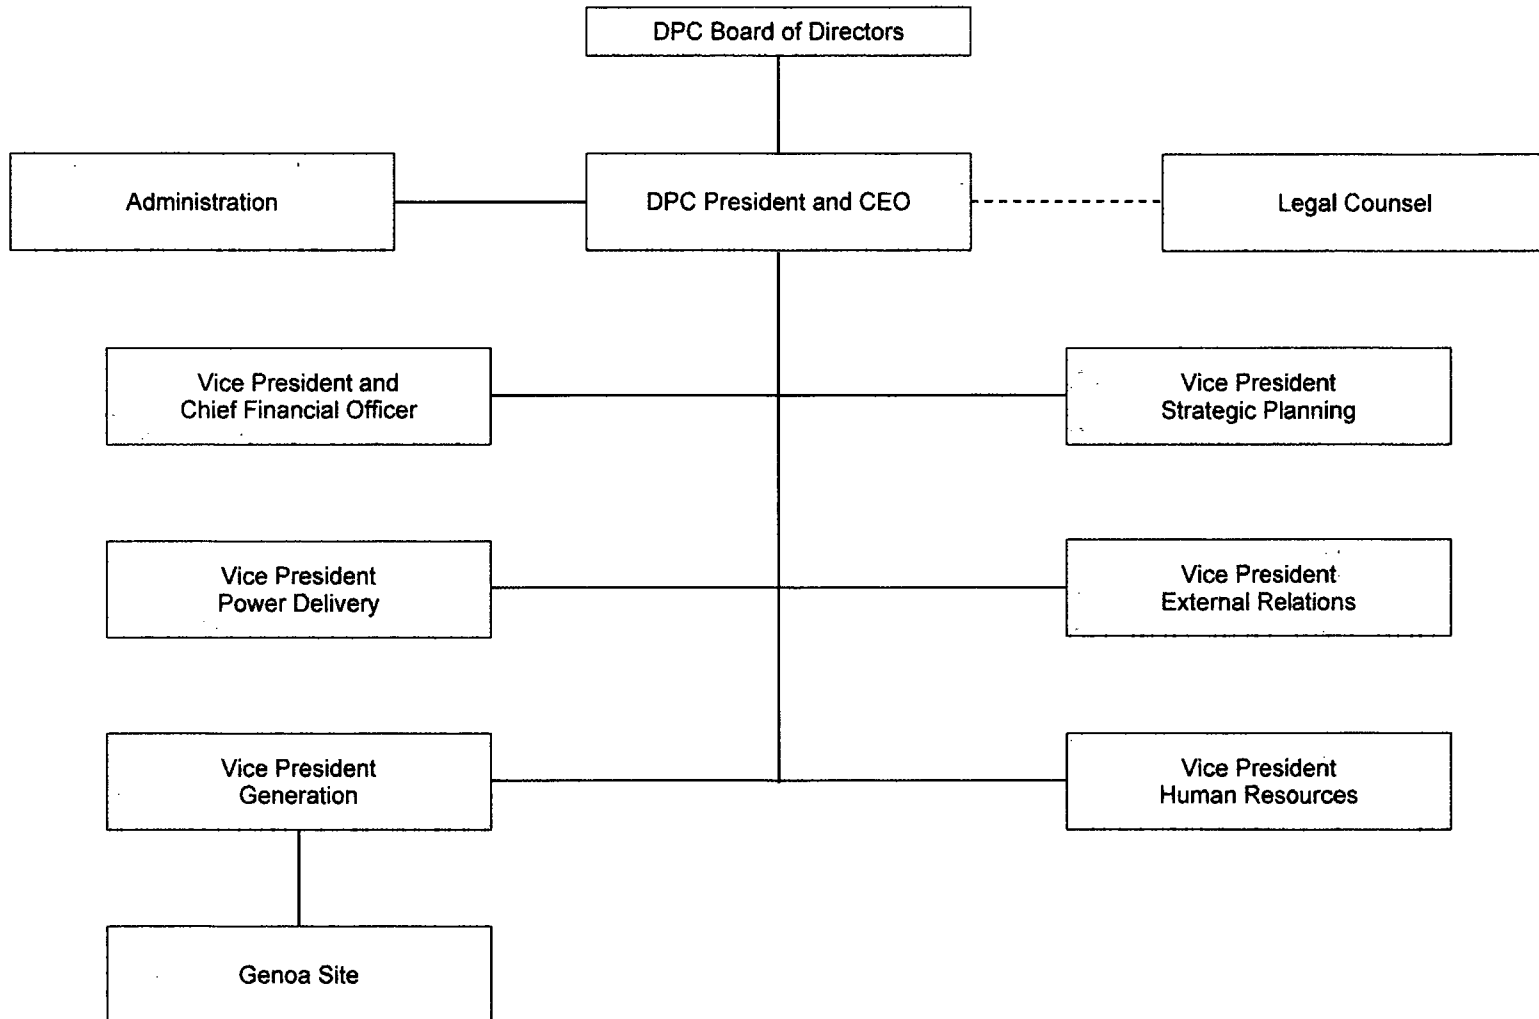 DPC Board of Directors
Administration
DPC President and CEO
Legal Counsel
Vice President and
Chief Financial Officer
Vice President
Strategic Planning
Vice President
Power Delivery
Vice President
External Relations
Vice President
Generation
Vice President
Human Resources
Genoa Site